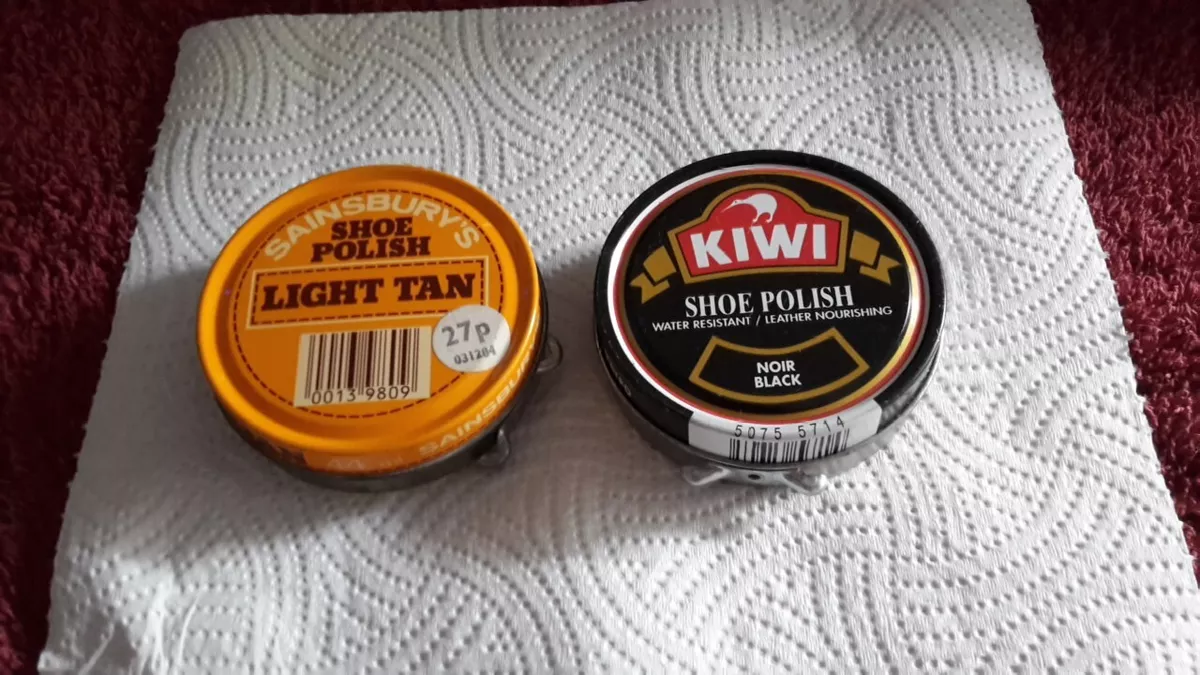 SAINSBURY'S
SHOE
POLISH
LIGHT TAN
27p
031284
0013 9809
SAINSBURY
KIWI
SHOE POLISH
WATER RESISTANT / LEATHER NOURISHING
NOIR
BLACK
5075 5714